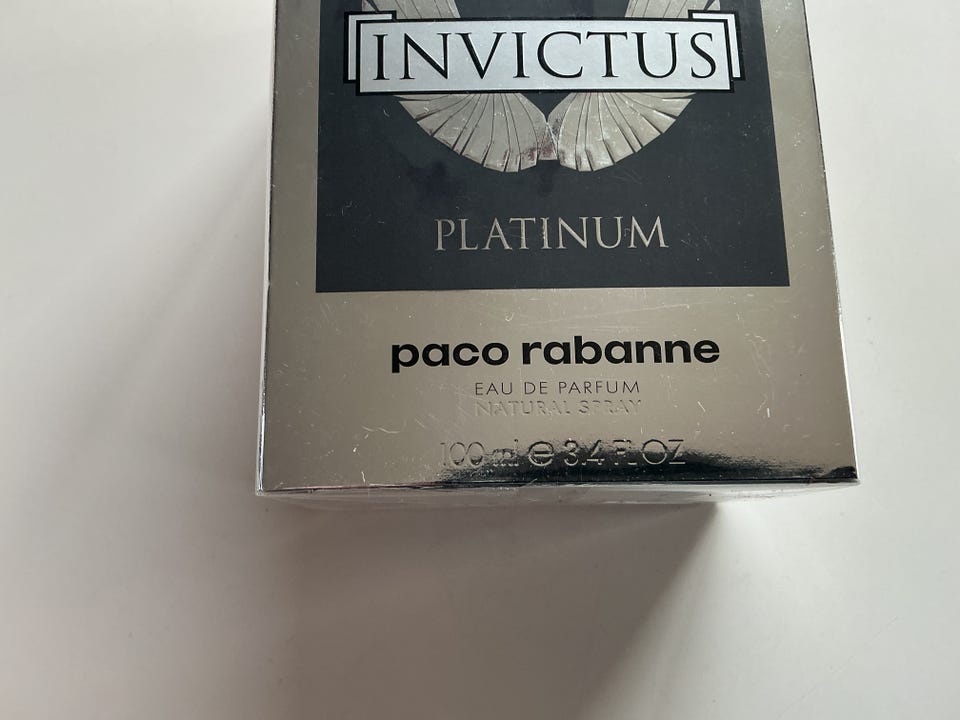 INVICTUS
PLATINUM
paco rabanne
EAU DE PARFUM
NATURAL SPRAY
100 ml ℮ 3.4 Fl OZ